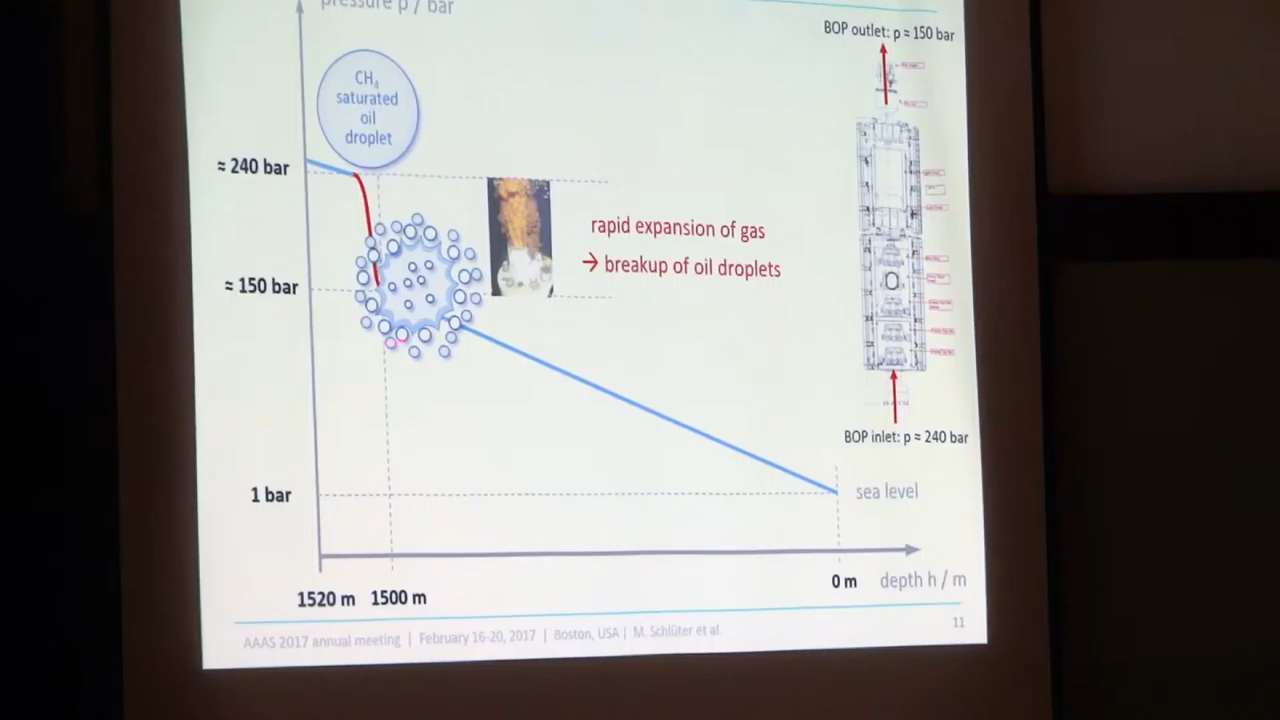 pressure p / bar
BOP outlet: p ≈ 150 bar
CH₄
saturated
oil
droplet
≈ 240 bar
rapid expansion of gas
→ breakup of oil droplets
≈ 150 bar
BOP inlet: p ≈ 240 bar
1 bar
sea level
0 m
depth h / m
1520 m
1500 m
11
AAAS 2017 annual meeting | February 16-20, 2017 | Boston, USA | M. Schlüter et al.